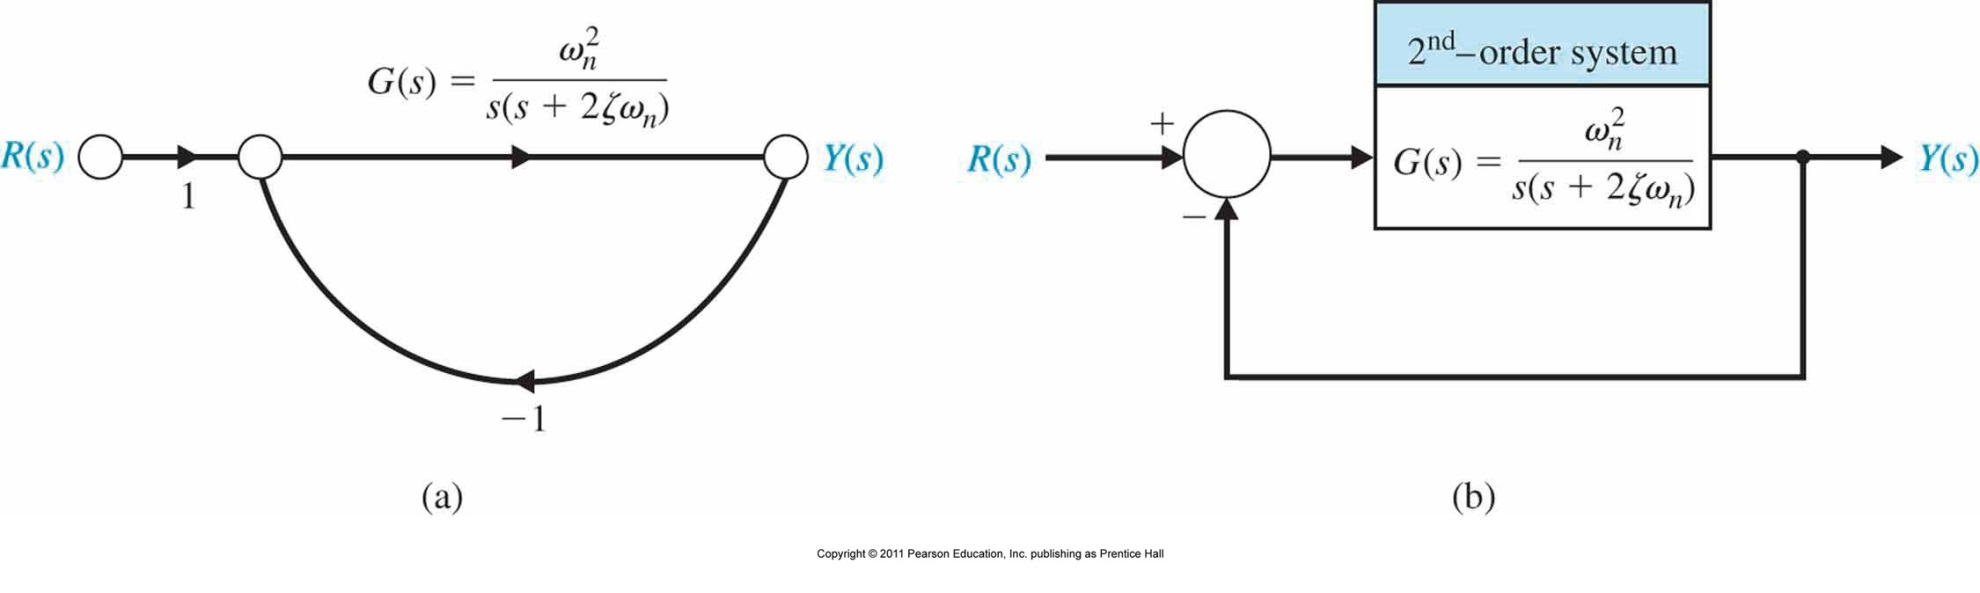 G(s) = ω_n^2 / s(s + 2ζω_n)
R(s)
1
Y(s)
−1
(a)
2nd–order system
R(s)
+
−
G(s) = ω_n^2 / s(s + 2ζω_n)
Y(s)
(b)
Copyright © 2011 Pearson Education, Inc. publishing as Prentice Hall